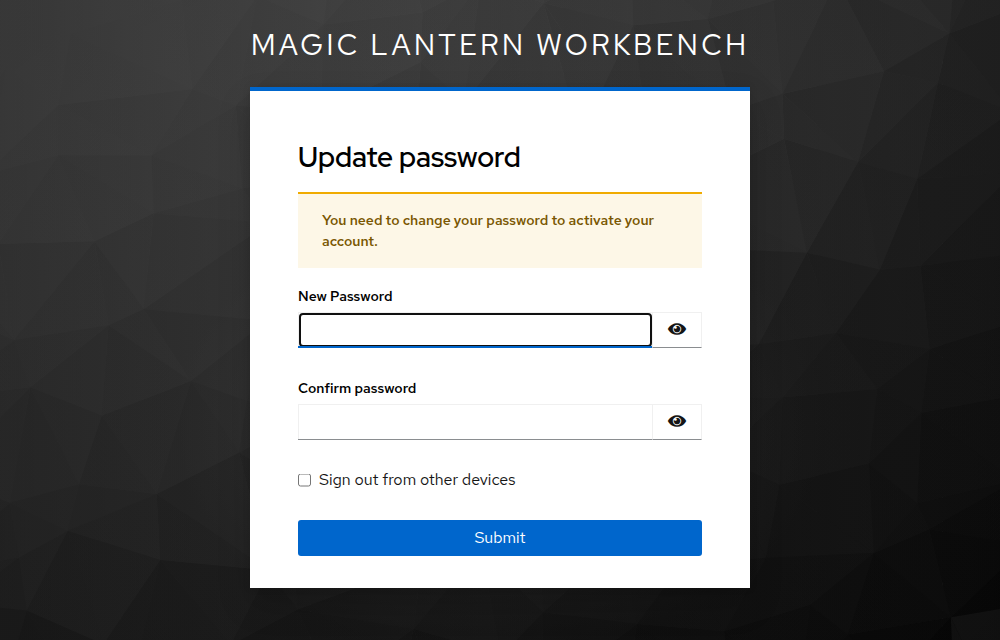 MAGIC LANTERN WORKBENCH
Update password
You need to change your password to activate your
account.
New Password
Confirm password
Sign out from other devices
Submit